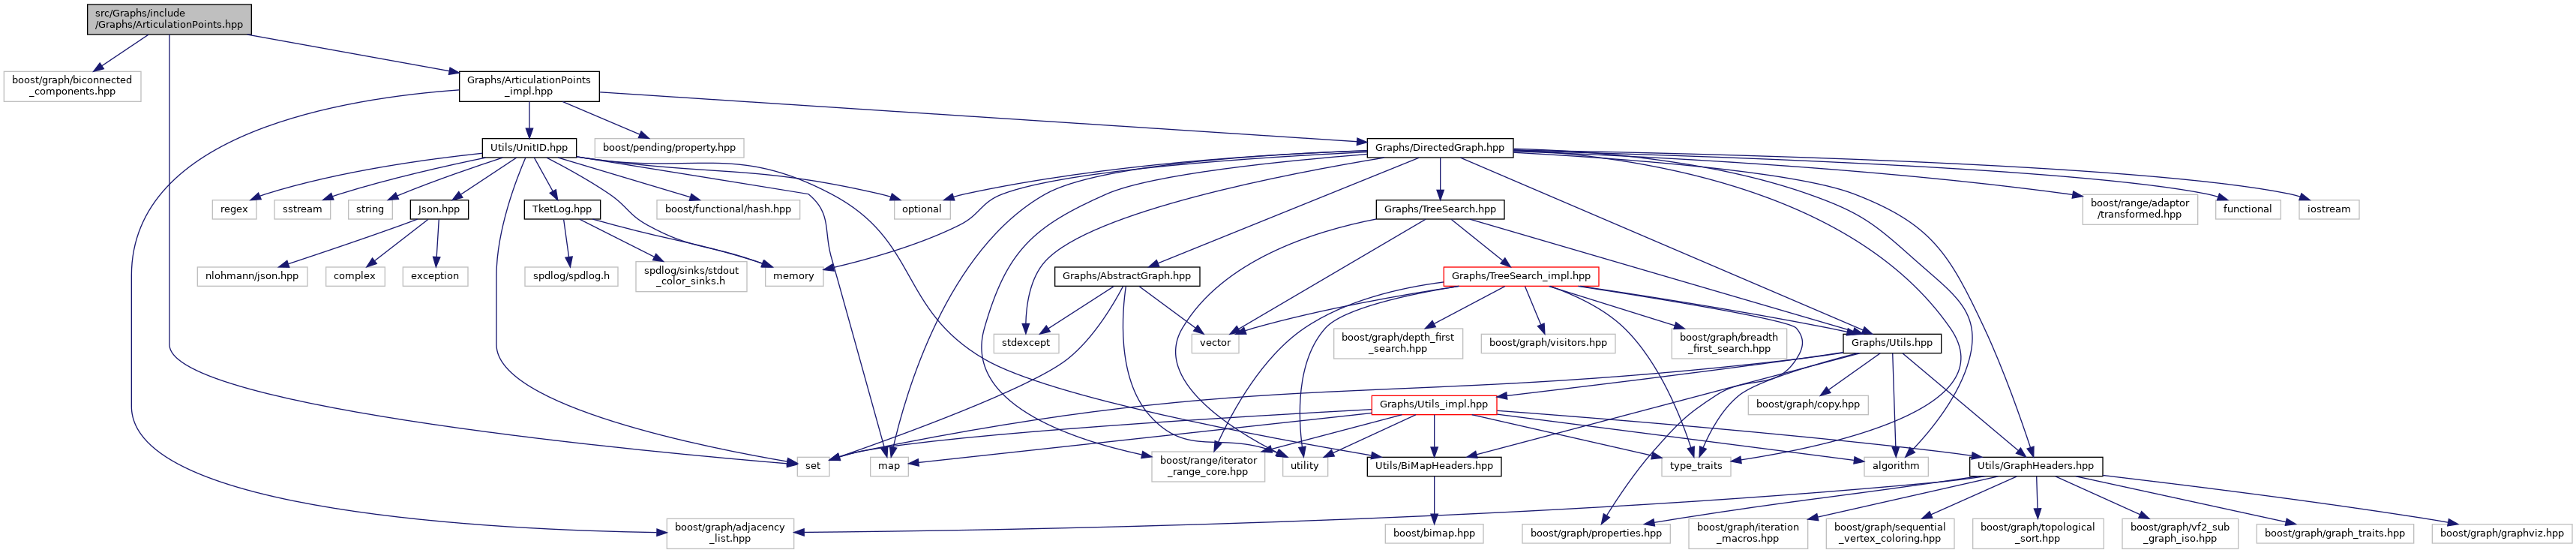 src/Graphs/include
/Graphs/ArticulationPoints.hpp
boost/graph/biconnected
_components.hpp
Graphs/ArticulationPoints
_impl.hpp
Utils/UnitID.hpp
boost/pending/property.hpp
Graphs/DirectedGraph.hpp
regex
sstream
string
Json.hpp
TketLog.hpp
boost/functional/hash.hpp
optional
Graphs/TreeSearch.hpp
boost/range/adaptor
/transformed.hpp
functional
iostream
nlohmann/json.hpp
complex
exception
spdlog/spdlog.h
spdlog/sinks/stdout
_color_sinks.h
memory
Graphs/AbstractGraph.hpp
Graphs/TreeSearch_impl.hpp
stdexcept
vector
boost/graph/depth_first
_search.hpp
boost/graph/visitors.hpp
boost/graph/breadth
_first_search.hpp
Graphs/Utils.hpp
Graphs/Utils_impl.hpp
boost/graph/copy.hpp
set
map
boost/range/iterator
_range_core.hpp
utility
Utils/BiMapHeaders.hpp
type_traits
algorithm
Utils/GraphHeaders.hpp
boost/graph/adjacency
_list.hpp
boost/bimap.hpp
boost/graph/properties.hpp
boost/graph/iteration
_macros.hpp
boost/graph/sequential
_vertex_coloring.hpp
boost/graph/topological
_sort.hpp
boost/graph/vf2_sub
_graph_iso.hpp
boost/graph/graph_traits.hpp
boost/graph/graphviz.hpp